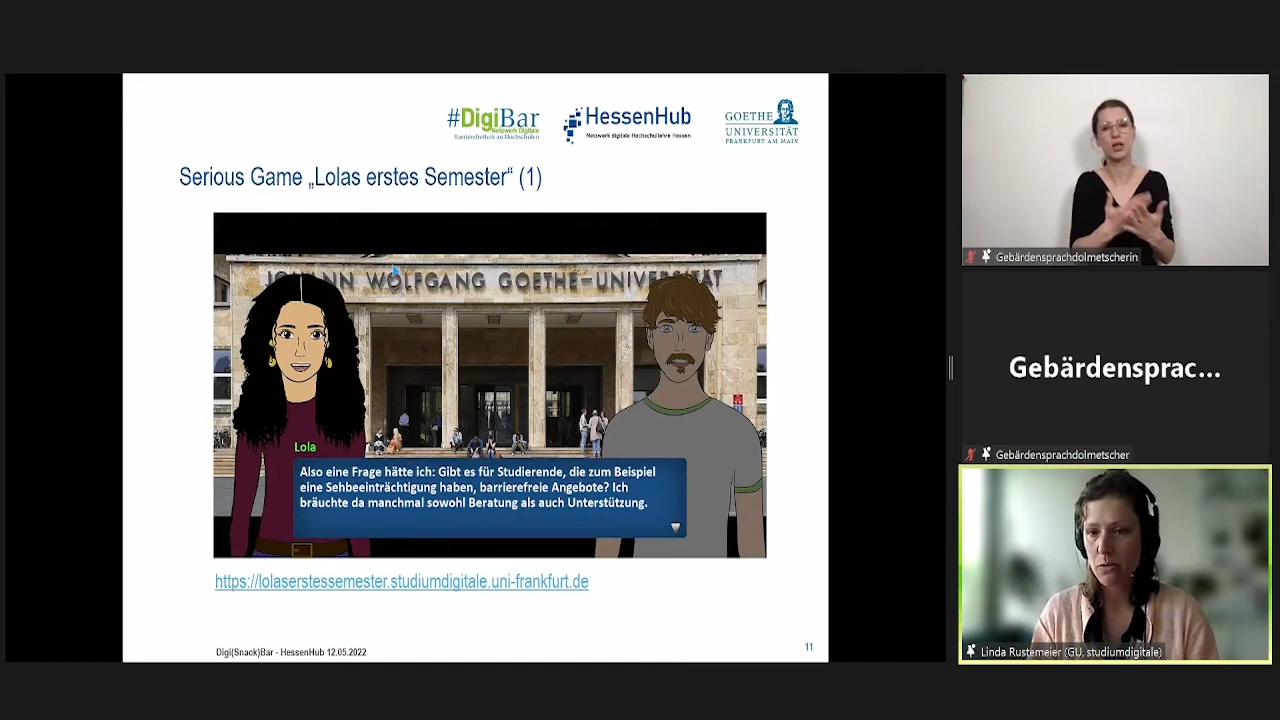 #DigiBar
Netzwerk Digitale
Barrierefreiheit an Hochschulen
HessenHub
Netzwerk digitale Hochschullehre Hessen
GOETHE
UNIVERSITÄT
FRANKFURT AM MAIN
Serious Game „Lolas erstes Semester“ (1)
JOHANN WOLFGANG GOETHE-UNIVERSITÄT
Lola
Also eine Frage hätte ich: Gibt es für Studierende, die zum Beispiel
eine Sehbeeinträchtigung haben, barrierefreie Angebote? Ich
bräuchte da manchmal sowohl Beratung als auch Unterstützung.
https://lolaserstessemester.studiumdigitale.uni-frankfurt.de
Digi(Snack)Bar - HessenHub 12.05.2022
11
Gebärdensprachdolmetscherin
Gebärdensprac...
Gebärdensprachdolmetscher
Linda Rustemeier (GU, studiumdigitale)